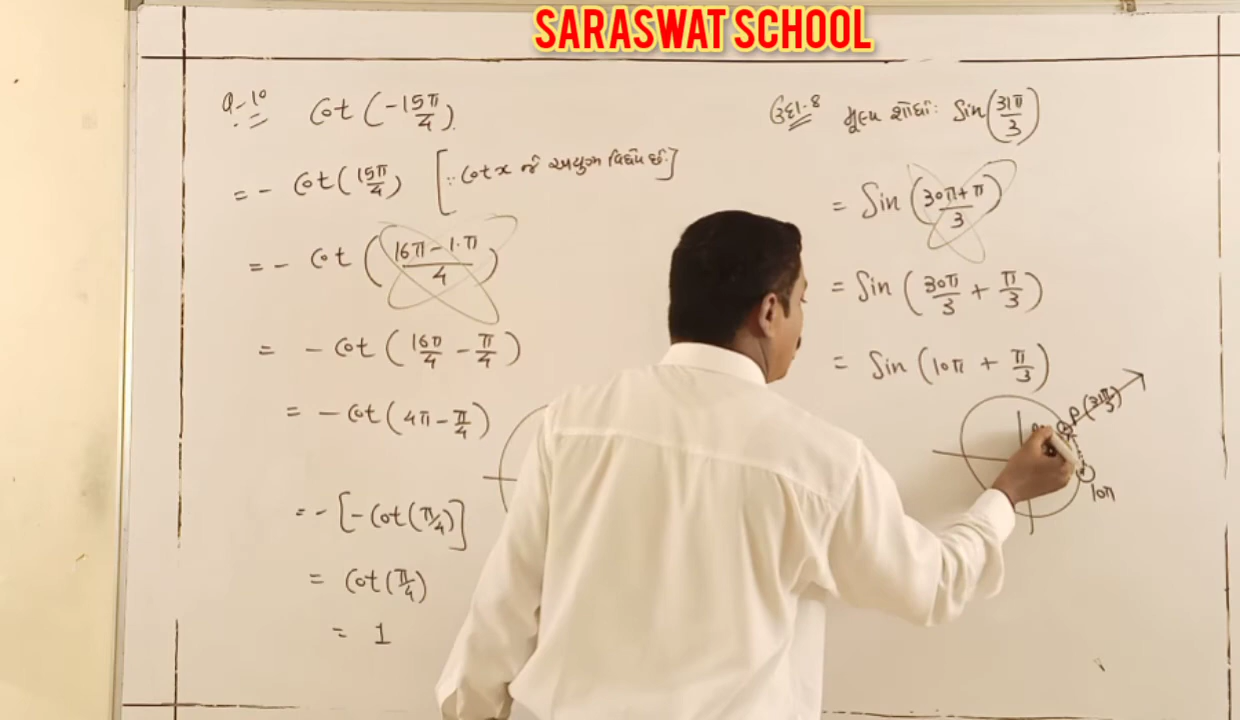 SARASWAT SCHOOL
Q-10 Cot (-15π/4).
= - Cot (15π/4) [∵ Cot x એ અયુગ્મ વિધેય છે.]
= - Cot (16π - 1·π / 4)
= - Cot (16π/4 - π/4)
= - Cot (4π - π/4)
= - [- Cot (π/4)]
= Cot (π/4)
= 1
ઉદા.8 મૂલ્ય શોધો: Sin (31π/3)
= Sin (30π + π / 3)
= Sin (30π/3 + π/3)
= Sin (10π + π/3)
P (31π/3)
10π